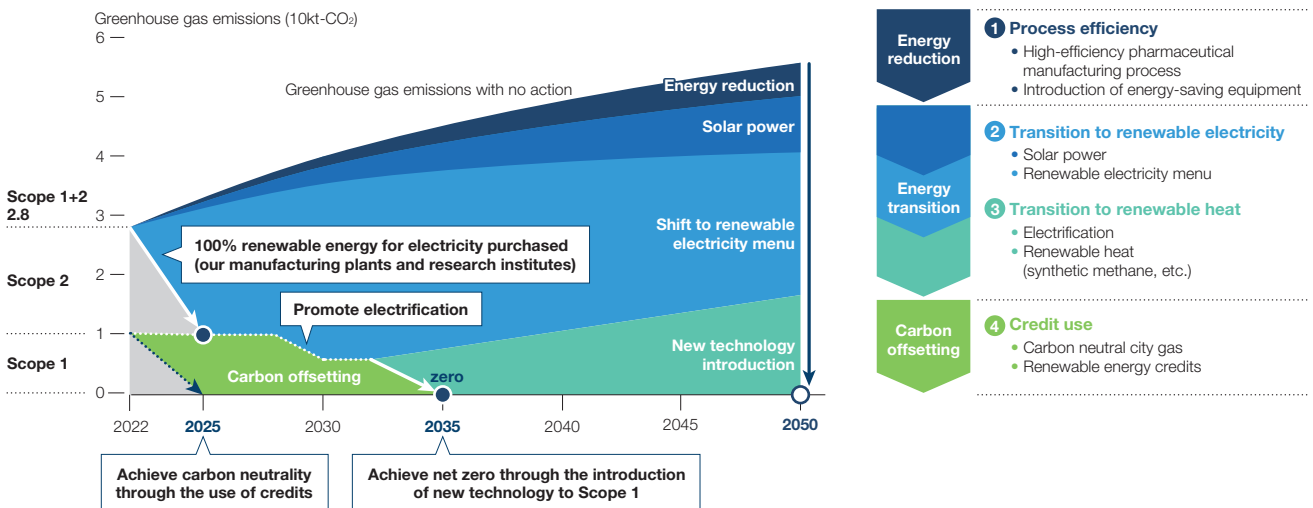 Greenhouse gas emissions (10kt-CO₂)
6
5
4
3
2
1
0
Scope 1+2
2.8
Scope 2
Scope 1
Greenhouse gas emissions with no action
Energy reduction
Solar power
Shift to renewable
electricity menu
New technology
introduction
100% renewable energy for electricity purchased
(our manufacturing plants and research institutes)
Promote electrification
Carbon offsetting
zero
2022
2025
2030
2035
2040
2045
2050
Achieve carbon neutrality
through the use of credits
Achieve net zero through the introduction
of new technology to Scope 1
Energy
reduction
1 Process efficiency
• High-efficiency pharmaceutical
manufacturing process
• Introduction of energy-saving equipment
Energy
transition
2 Transition to renewable electricity
• Solar power
• Renewable electricity menu
3 Transition to renewable heat
• Electrification
• Renewable heat
(synthetic methane, etc.)
Carbon
offsetting
4 Credit use
• Carbon neutral city gas
• Renewable energy credits